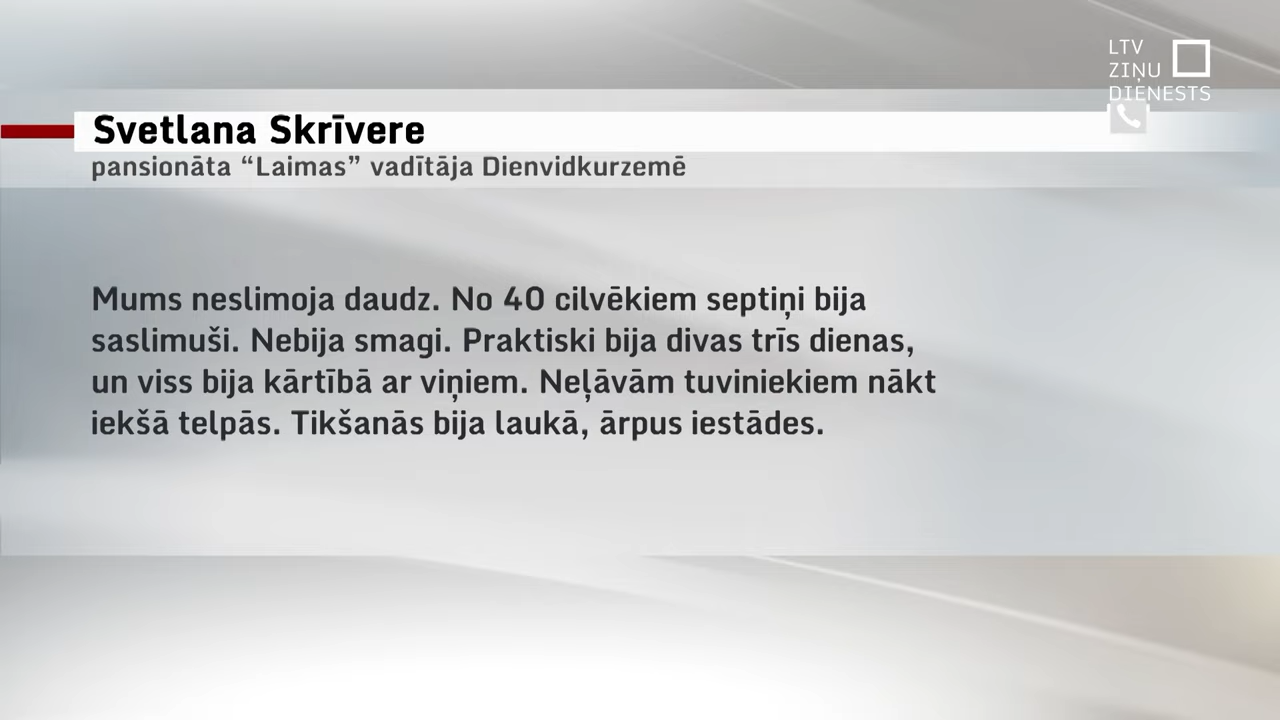 LTV
ZIŅU
DIENESTS
Svetlana Skrīvere
pansionāta “Laimas” vadītāja Dienvidkurzemē
Mums neslimoja daudz. No 40 cilvēkiem septiņi bija
saslimuši. Nebija smagi. Praktiski bija divas trīs dienas,
un viss bija kārtībā ar viņiem. Neļāvām tuviniekiem nākt
iekšā telpās. Tikšanās bija laukā, ārpus iestādes.